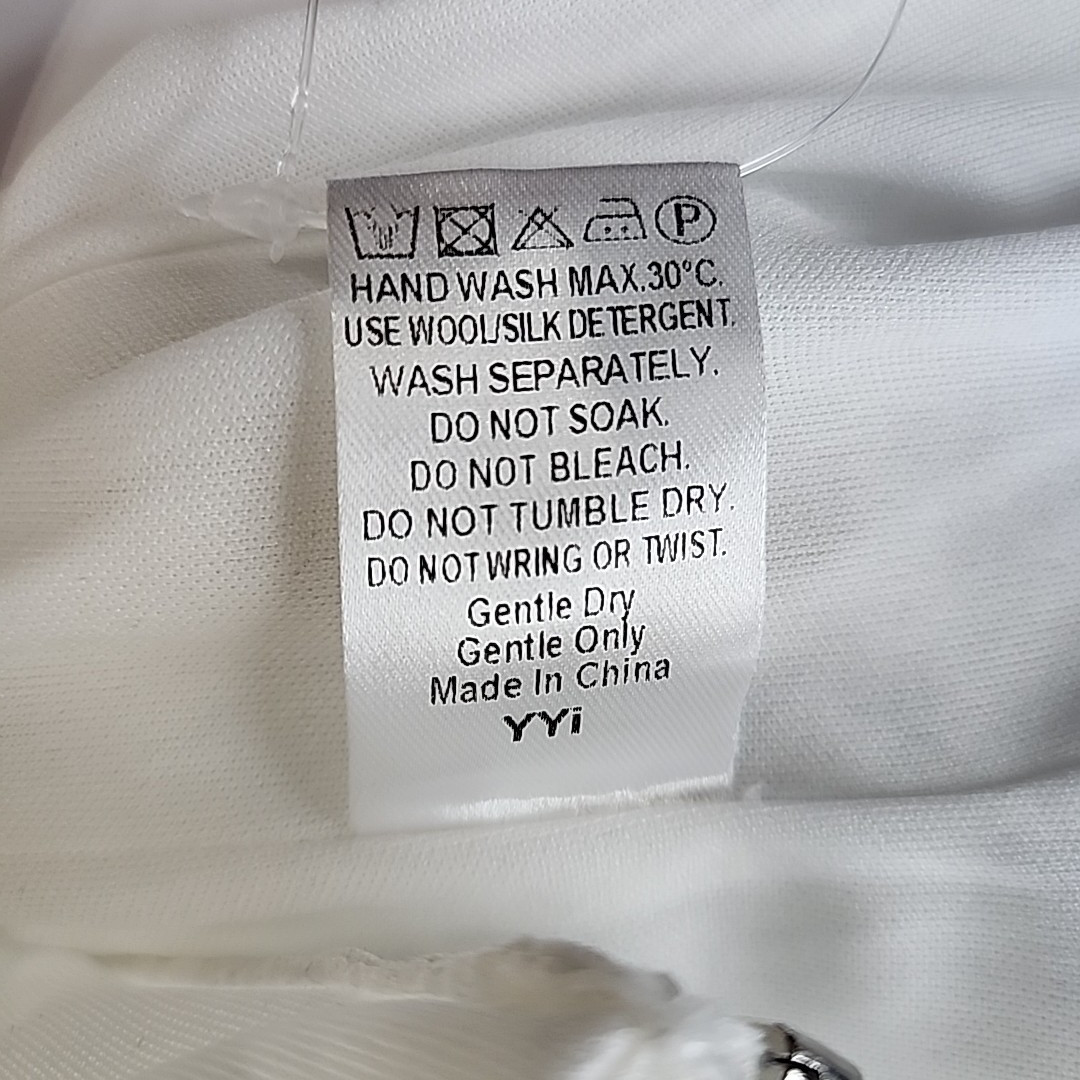 P
HAND WASH MAX.30°C.
USE WOOL/SILK DETERGENT.
WASH SEPARATELY.
DO NOT SOAK.
DO NOT BLEACH.
DO NOT TUMBLE DRY.
DO NOT WRING OR TWIST.
Gentle Dry
Gentle Only
Made In China
YYi